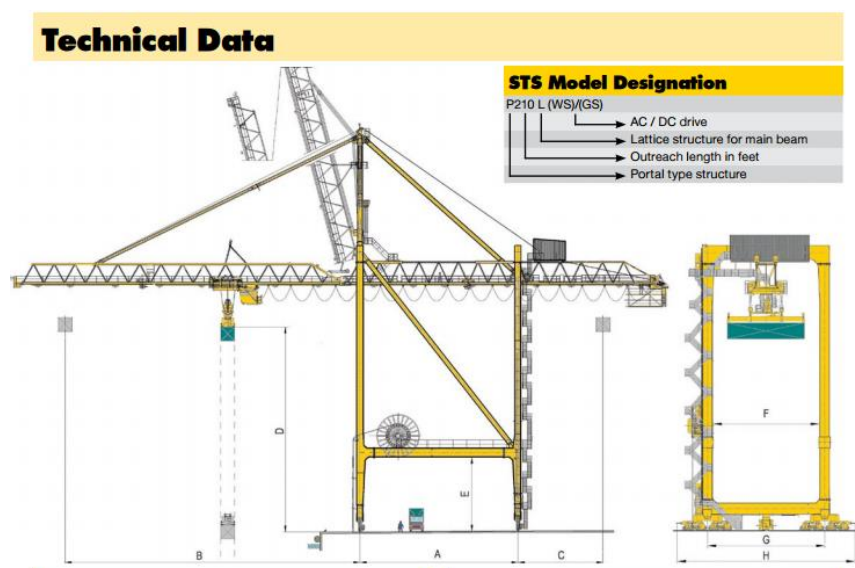 Technical Data
STS Model Designation
P210 L (WS)/(GS)
AC / DC drive
Lattice structure for main beam
Outreach length in feet
Portal type structure
D
E
F
B
A
C
G
H